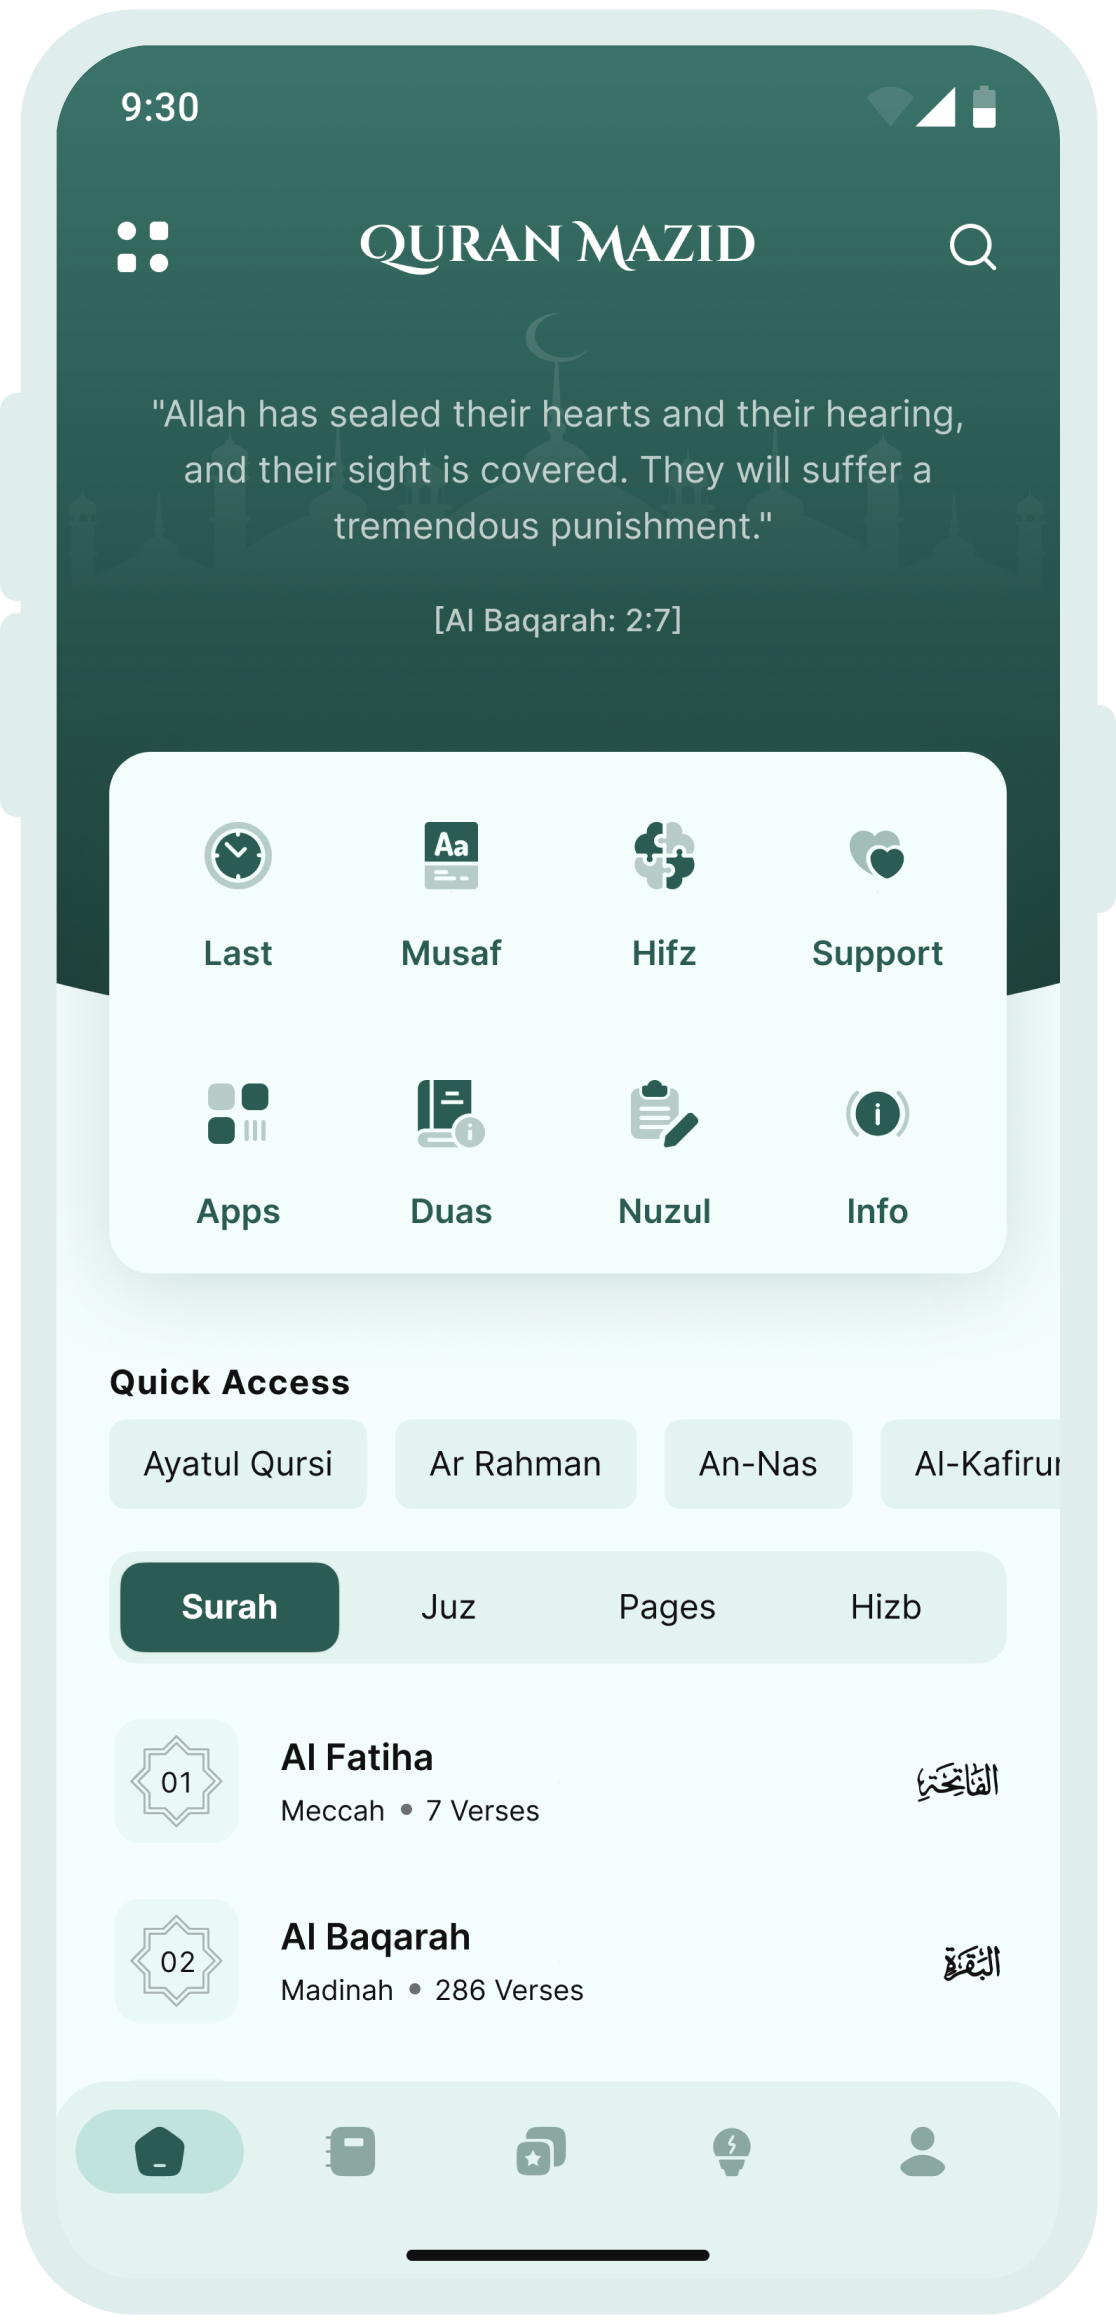 9:30
QURAN MAZID
"Allah has sealed their hearts and their hearing,
and their sight is covered. They will suffer a
tremendous punishment."
[Al Baqarah: 2:7]
Aa
Last Musaf Hifz Support
i
i
Apps Duas Nuzul Info
Quick Access
Ayatul Qursi Ar Rahman An-Nas Al-Kafirun
Surah Juz Pages Hizb
01
Al Fatiha
Meccah • 7 Verses
الفَاتِحَةِ
02
Al Baqarah
Madinah • 286 Verses
البَقَرَةِ